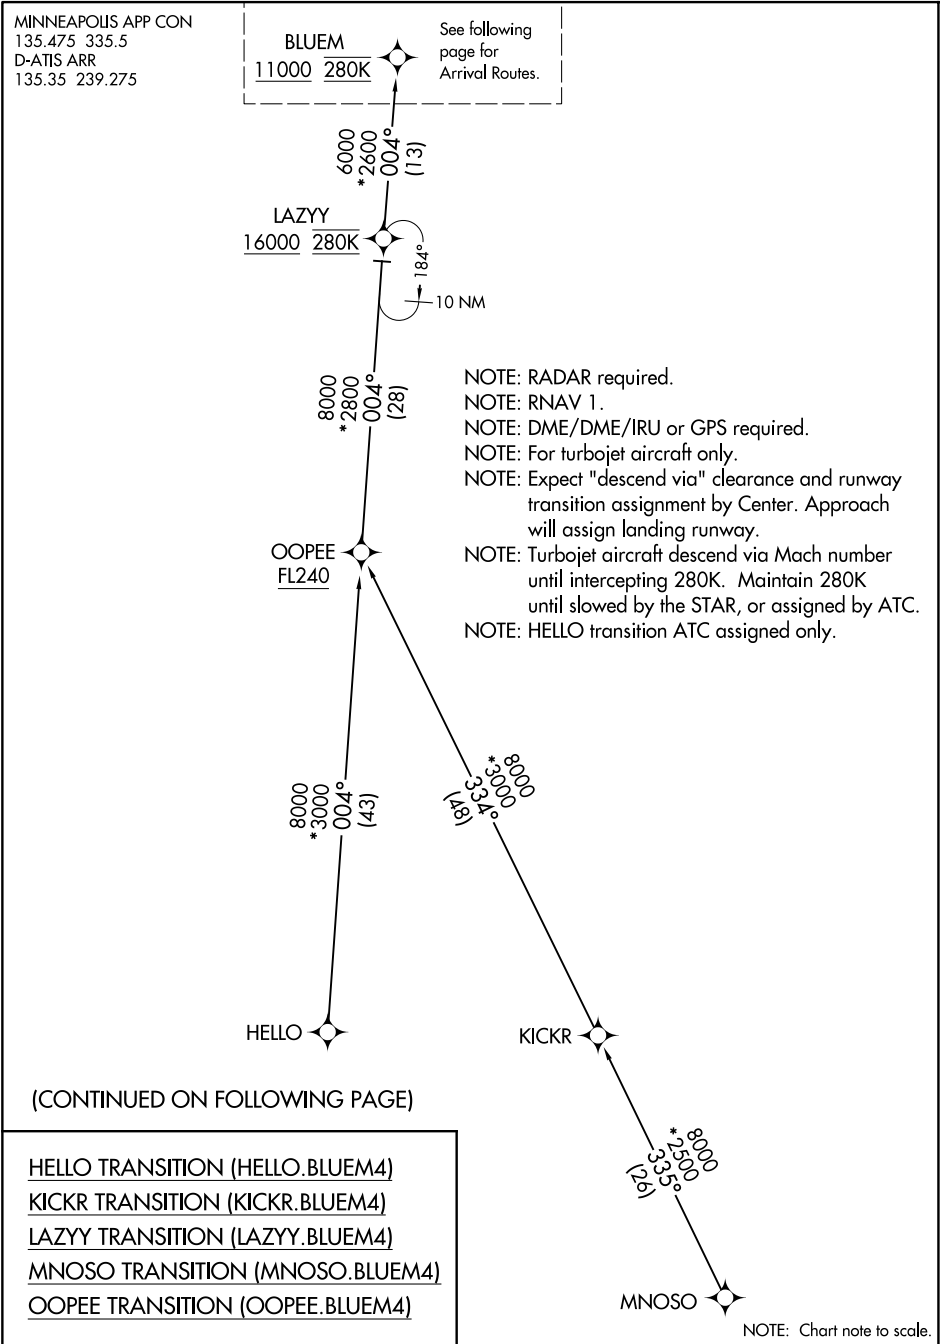 MINNEAPOLIS APP CON
135.475 335.5
D-ATIS ARR
135.35 239.275
BLUEM
11000 280K
See following
page for
Arrival Routes.
6000
*2600
004°
(13)
LAZYY
16000 280K
184°
10 NM
8000
*2800
004°
(28)
NOTE: RADAR required.
NOTE: RNAV 1.
NOTE: DME/DME/IRU or GPS required.
NOTE: For turbojet aircraft only.
NOTE: Expect "descend via" clearance and runway
transition assignment by Center. Approach
will assign landing runway.
NOTE: Turbojet aircraft descend via Mach number
until intercepting 280K. Maintain 280K
until slowed by the STAR, or assigned by ATC.
NOTE: HELLO transition ATC assigned only.
OOPEE
FL240
8000
*3000
004°
(43)
8000
*3000
334°
(48)
HELLO
KICKR
8000
*2500
335°
(26)
MNOSO
(CONTINUED ON FOLLOWING PAGE)
HELLO TRANSITION (HELLO.BLUEM4)
KICKR TRANSITION (KICKR.BLUEM4)
LAZYY TRANSITION (LAZYY.BLUEM4)
MNOSO TRANSITION (MNOSO.BLUEM4)
OOPEE TRANSITION (OOPEE.BLUEM4)
NOTE: Chart note to scale.